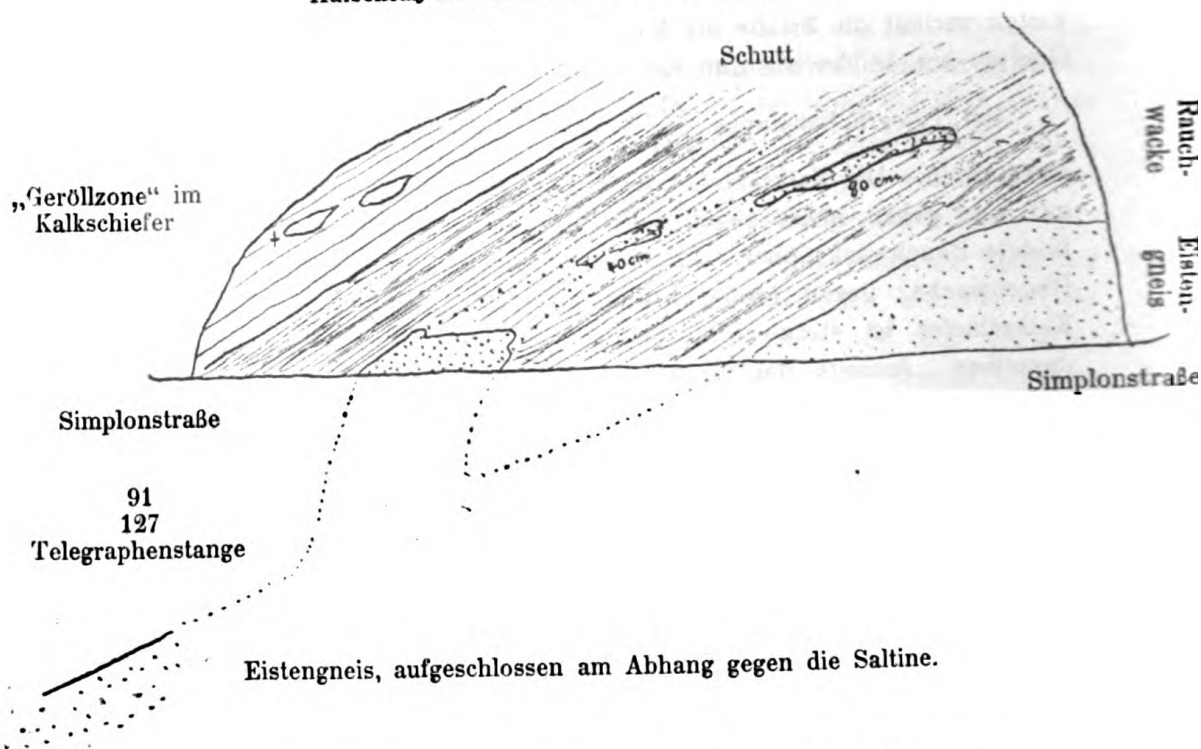 Schutt
„Geröllzone“ im
Kalkschiefer
80 cm
40 cm
Rauch-
wacke
Eisten-
gneis
Simplonstraße
Simplonstraße
91
127
Telegraphenstange
Eistengneis, aufgeschlossen am Abhang gegen die Saltine.